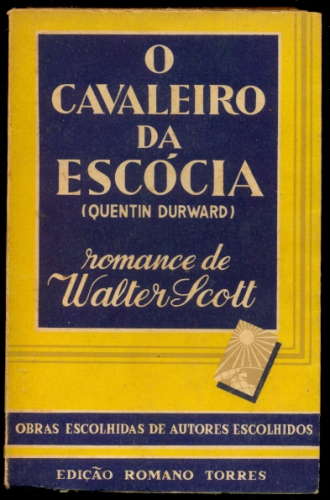 O
CAVALEIRO
DA
ESCÓCIA
(QUENTIN DURWARD)
romance de
Walter Scott
OBRAS ESCOLHIDAS DE AUTORES ESCOLHIDOS
EDIÇÃO ROMANO TORRES